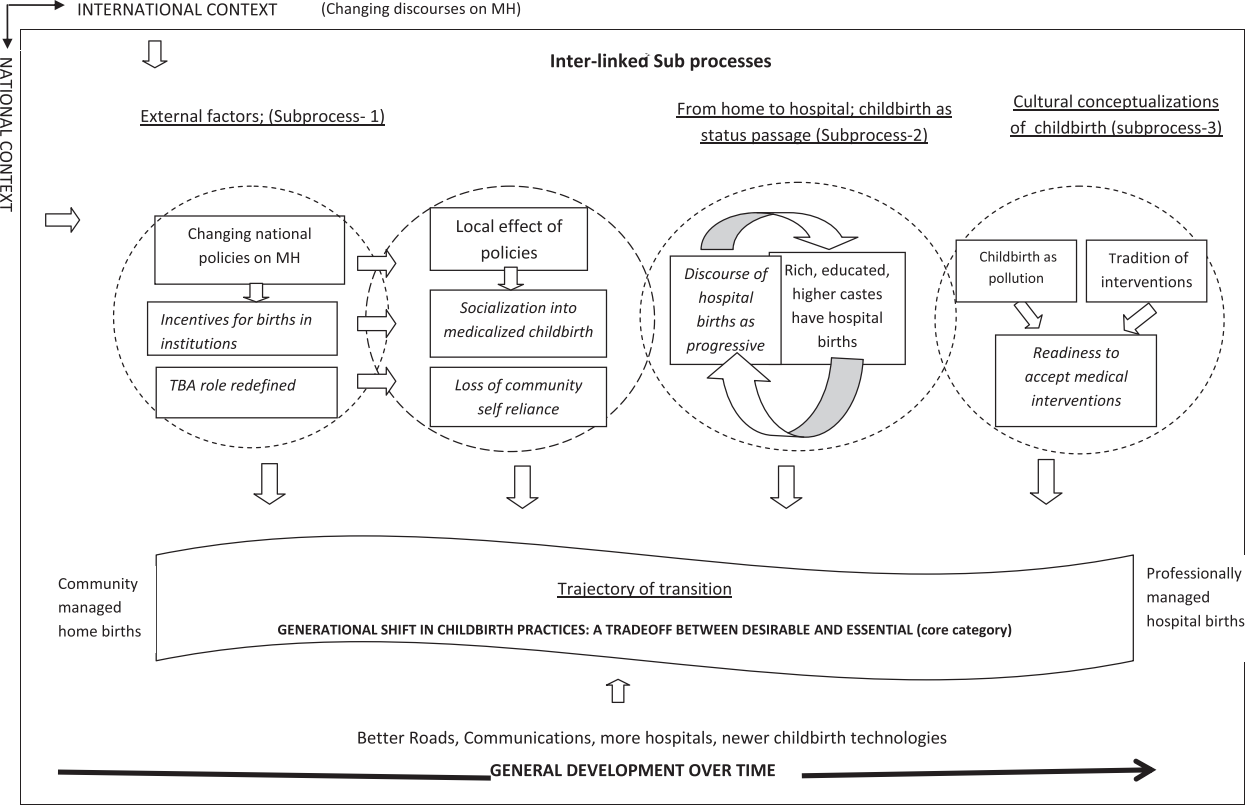 INTERNATIONAL CONTEXT (Changing discourses on MH)
NATIONAL CONTEXT
Inter-linked Sub processes
External factors; (Subprocess- 1)
From home to hospital; childbirth as
status passage (Subprocess-2)
Cultural conceptualizations
of childbirth (subprocess-3)
Changing national
policies on MH
Incentives for births in
institutions
TBA role redefined
Local effect of
policies
Socialization into
medicalized childbirth
Loss of community
self reliance
Discourse of
hospital
births as
progressive
Rich, educated,
higher castes
have hospital
births
Childbirth as
pollution
Tradition of
interventions
Readiness to
accept medical
interventions
Community
managed
home births
Trajectory of transition
GENERATIONAL SHIFT IN CHILDBIRTH PRACTICES: A TRADEOFF BETWEEN DESIRABLE AND ESSENTIAL (core category)
Professionally
managed
hospital births
Better Roads, Communications, more hospitals, newer childbirth technologies
GENERAL DEVELOPMENT OVER TIME